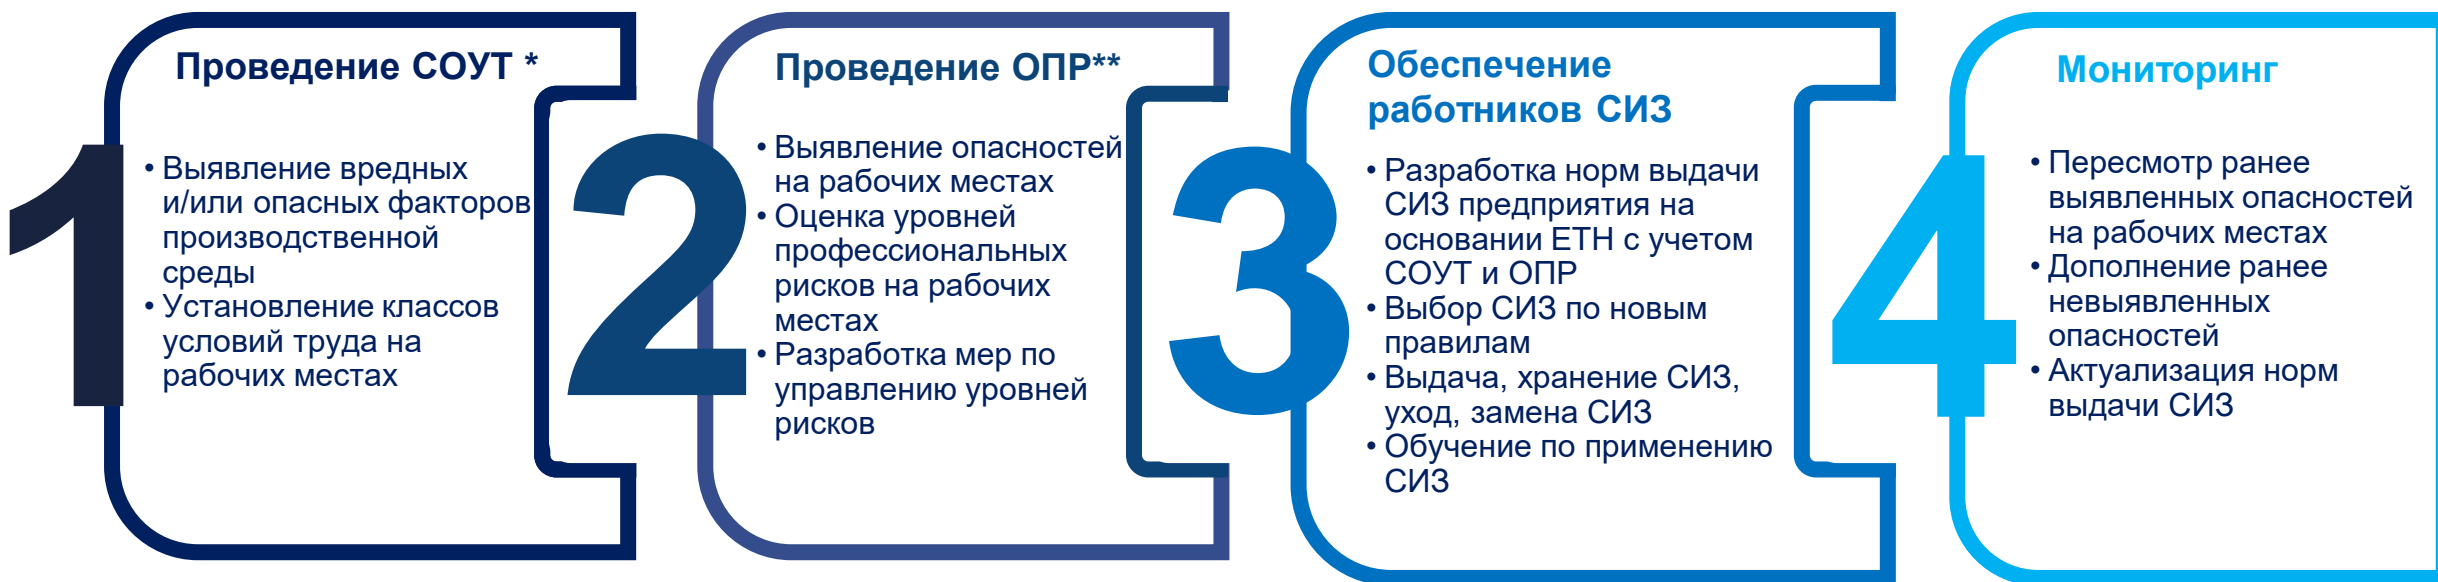 1
Проведение СОУТ *
• Выявление вредных
и/или опасных факторов
производственной
среды
• Установление классов
условий труда на
рабочих местах
2
Проведение ОПР**
• Выявление опасностей
на рабочих местах
• Оценка уровней
профессиональных
рисков на рабочих
местах
• Разработка мер по
управлению уровней
рисков
3
Обеспечение
работников СИЗ
• Разработка норм выдачи
СИЗ предприятия на
основании ЕТН с учетом
СОУТ и ОПР
• Выбор СИЗ по новым
правилам
• Выдача, хранение СИЗ,
уход, замена СИЗ
• Обучение по применению
СИЗ
4
Мониторинг
• Пересмотр ранее
выявленных опасностей
на рабочих местах
• Дополнение ранее
невыявленных
опасностей
• Актуализация норм
выдачи СИЗ